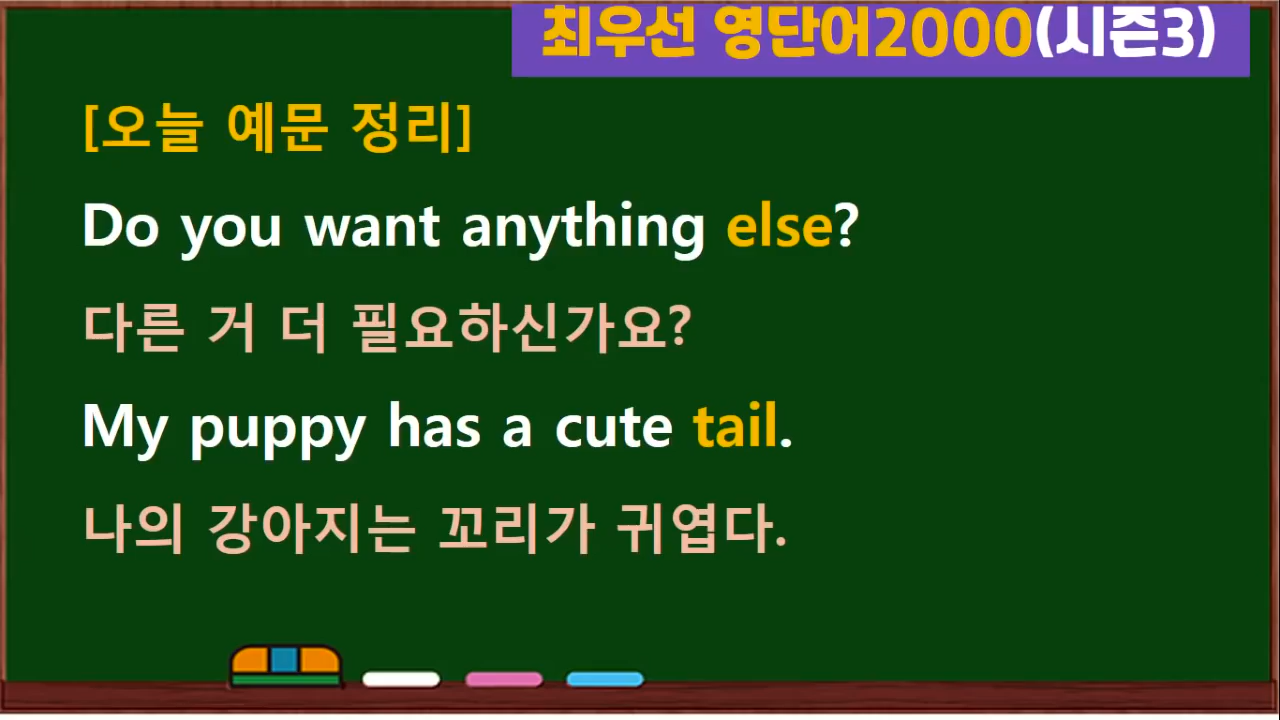 최우선 영단어2000(시즌3)
[오늘 예문 정리]
Do you want anything else?
다른 거 더 필요하신가요?
My puppy has a cute tail.
나의 강아지는 꼬리가 귀엽다.